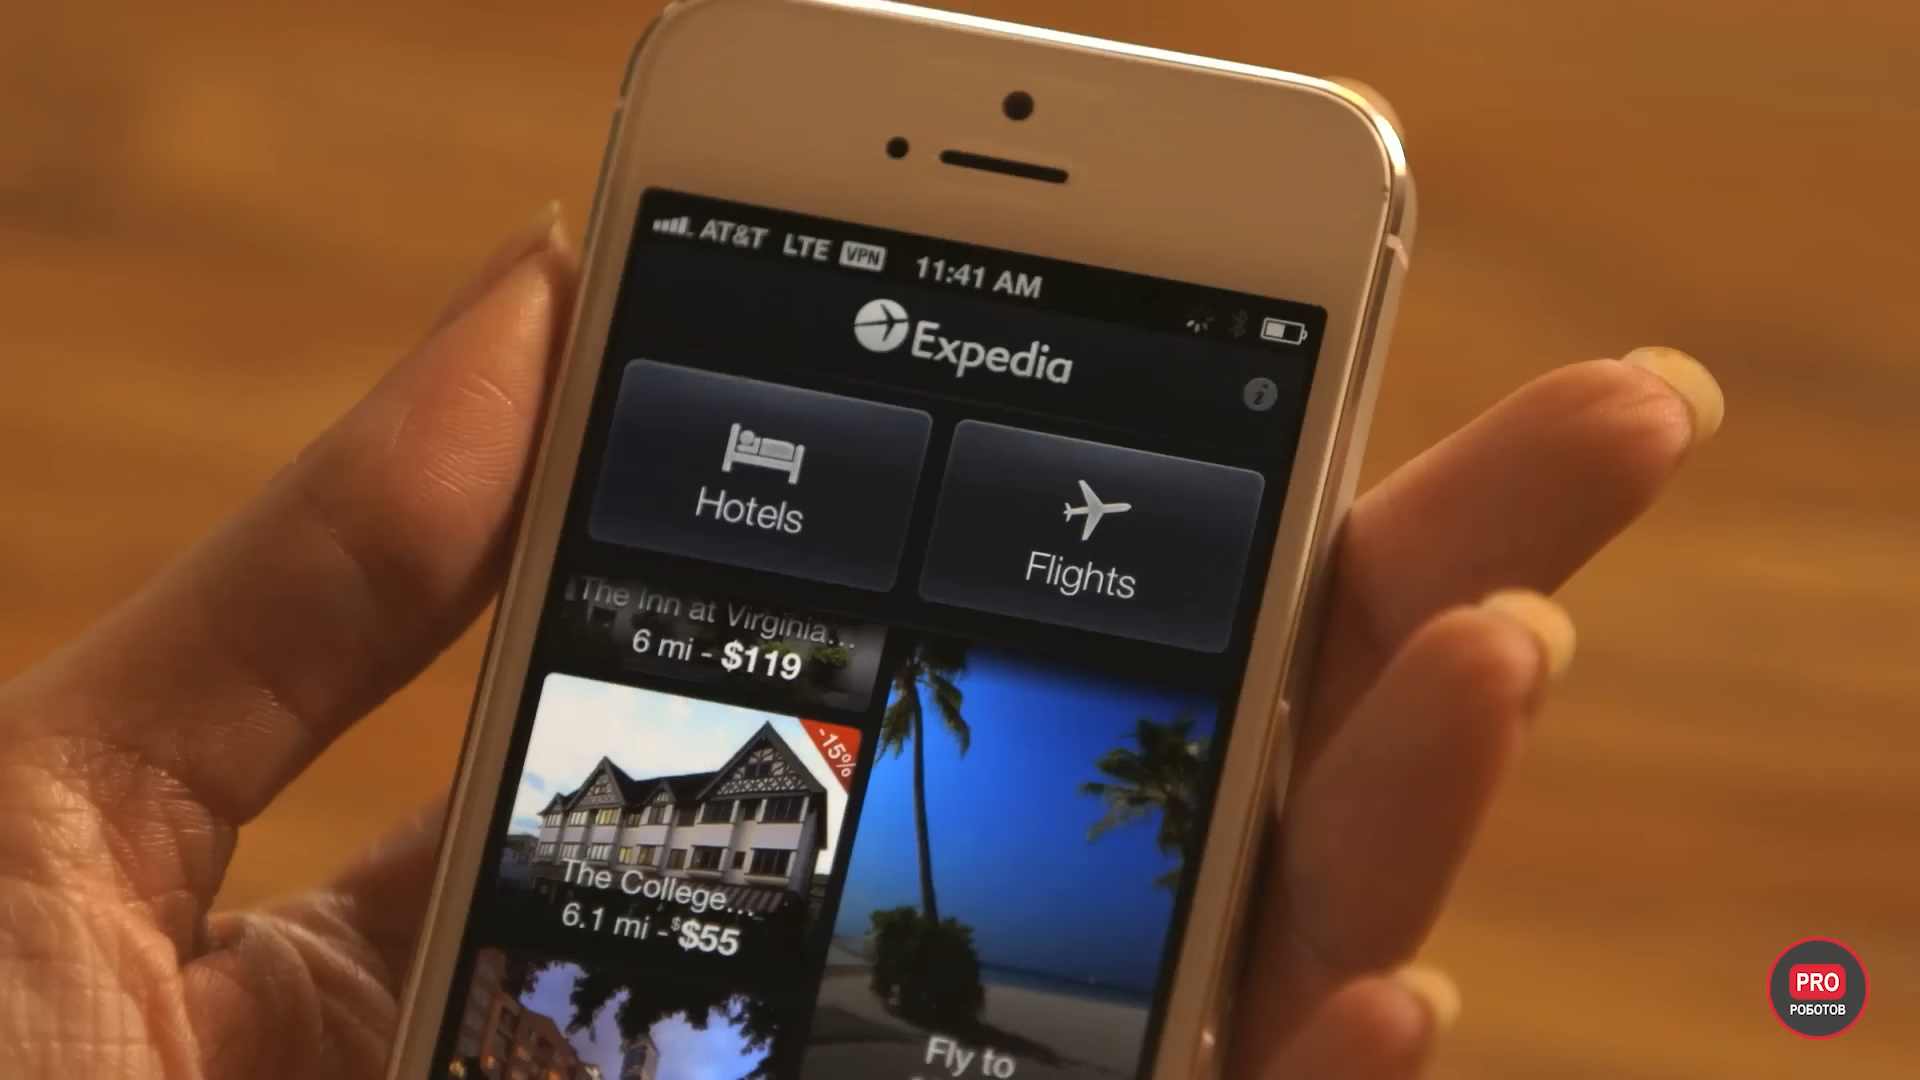 AT&T LTE VPN 11:41 AM
Expedia
Hotels
Flights
The Inn at Virginia...
6 mi - $119
-15%
The College...
6.1 mi - $55
Fly to
PRO
РОБОТОВ